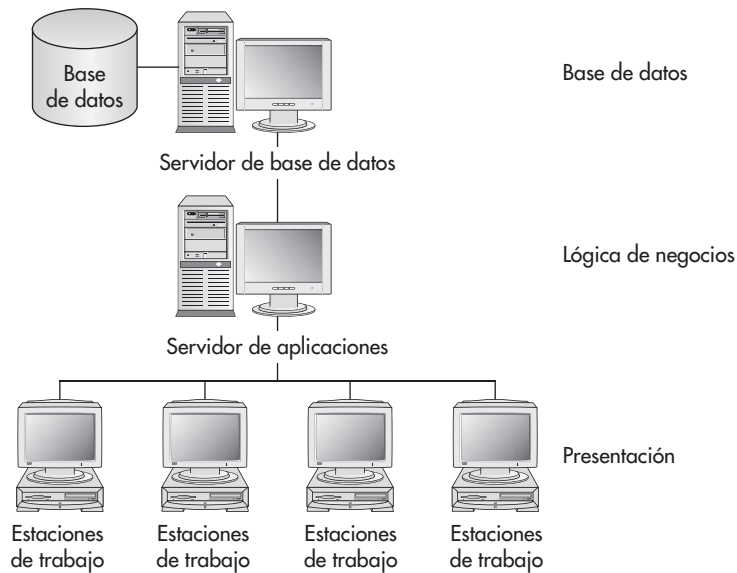 Base
de datos
Base de datos
Servidor de base de datos
Lógica de negocios
Servidor de aplicaciones
Presentación
Estaciones
de trabajo
Estaciones
de trabajo
Estaciones
de trabajo
Estaciones
de trabajo